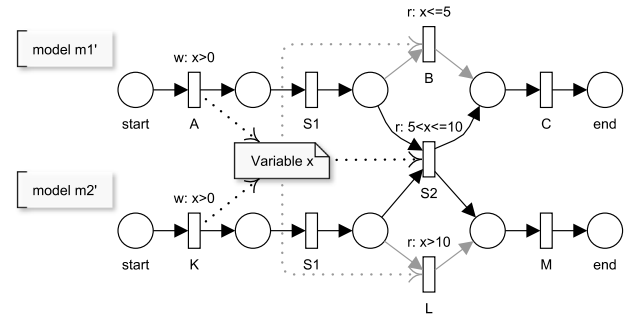 r: x<=5
model m1'
w: x>0
B
start
A
S1
r: 5<x<=10
C
end
Variable x
model m2'
w: x>0
S2
r: x>10
start
K
S1
L
M
end